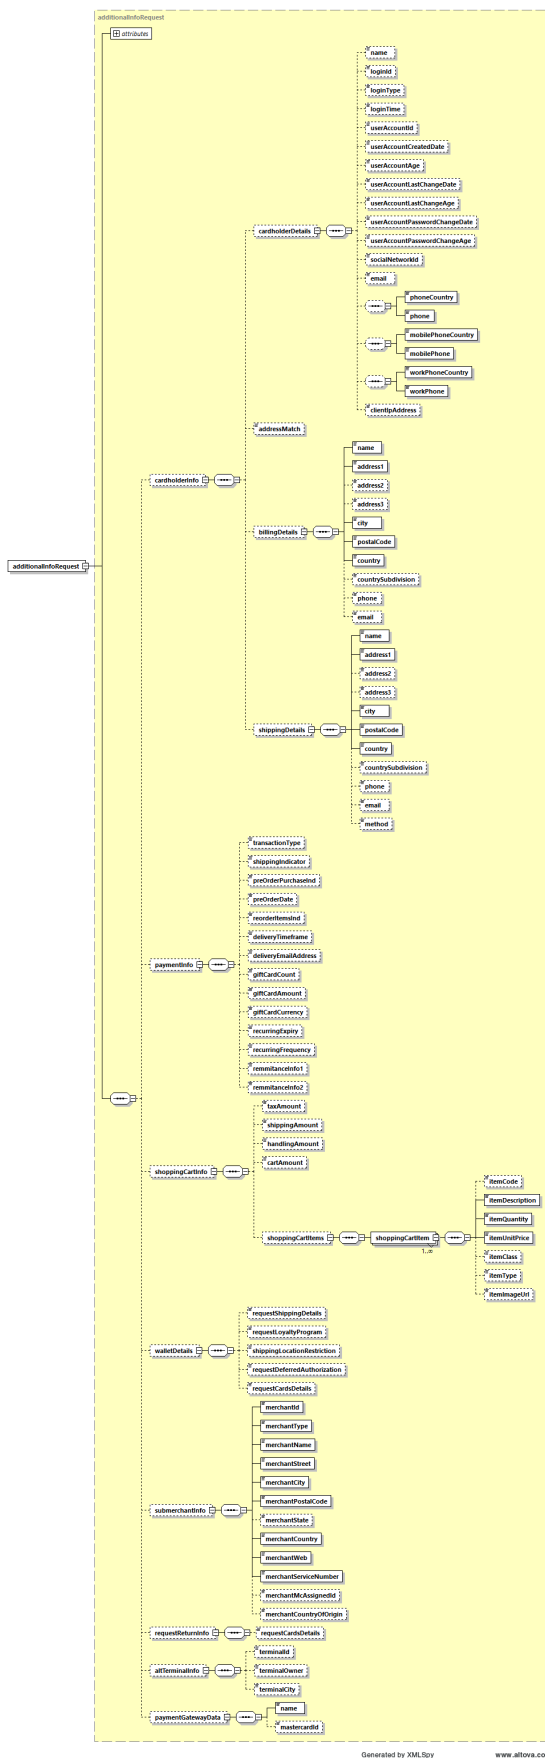 additionalInfoRequest
attributes
name
loginId
loginType
loginTime
userAccountId
userAccountCreatedDate
userAccountAge
userAccountLastChangeDate
userAccountLastChangeAge
userAccountPasswordChangeDate
cardholderDetails
userAccountPasswordChangeAge
socialNetworkId
email
phoneCountry
phone
mobilePhoneCountry
mobilePhone
workPhoneCountry
workPhone
clientIpAddress
addressMatch
name
address1
cardholderInfo
address2
address3
city
billingDetails
postalCode
country
additionalInfoRequest
countrySubdivision
phone
email
name
address1
address2
address3
city
shippingDetails
postalCode
country
countrySubdivision
phone
email
method
transactionType
shippingIndicator
preOrderPurchaseInd
preOrderDate
reorderItemsInd
deliveryTimeframe
deliveryEmailAddress
paymentInfo
giftCardCount
giftCardAmount
giftCardCurrency
recurringExpiry
recurringFrequency
remmitanceInfo1
remmitanceInfo2
taxAmount
shippingAmount
handlingAmount
cartAmount
shoppingCartInfo
itemCode
itemDescription
itemQuantity
shoppingCartItems
shoppingCartItem
itemUnitPrice
1..∞
itemClass
itemType
itemImageUrl
requestShippingDetails
requestLoyaltyProgram
walletDetails
shippingLocationRestriction
requestDeferredAuthorization
requestCardsDetails
merchantId
merchantType
merchantName
merchantStreet
merchantCity
merchantPostalCode
submerchantInfo
merchantState
merchantCountry
merchantWeb
merchantServiceNumber
merchantMcAssignedId
merchantCountryOfOrigin
requestReturnInfo
requestCardsDetails
terminalId
altTerminalInfo
terminalOwner
terminalCity
name
paymentGatewayData
mastercardId
Generated by XMLSpy
www.altova.co